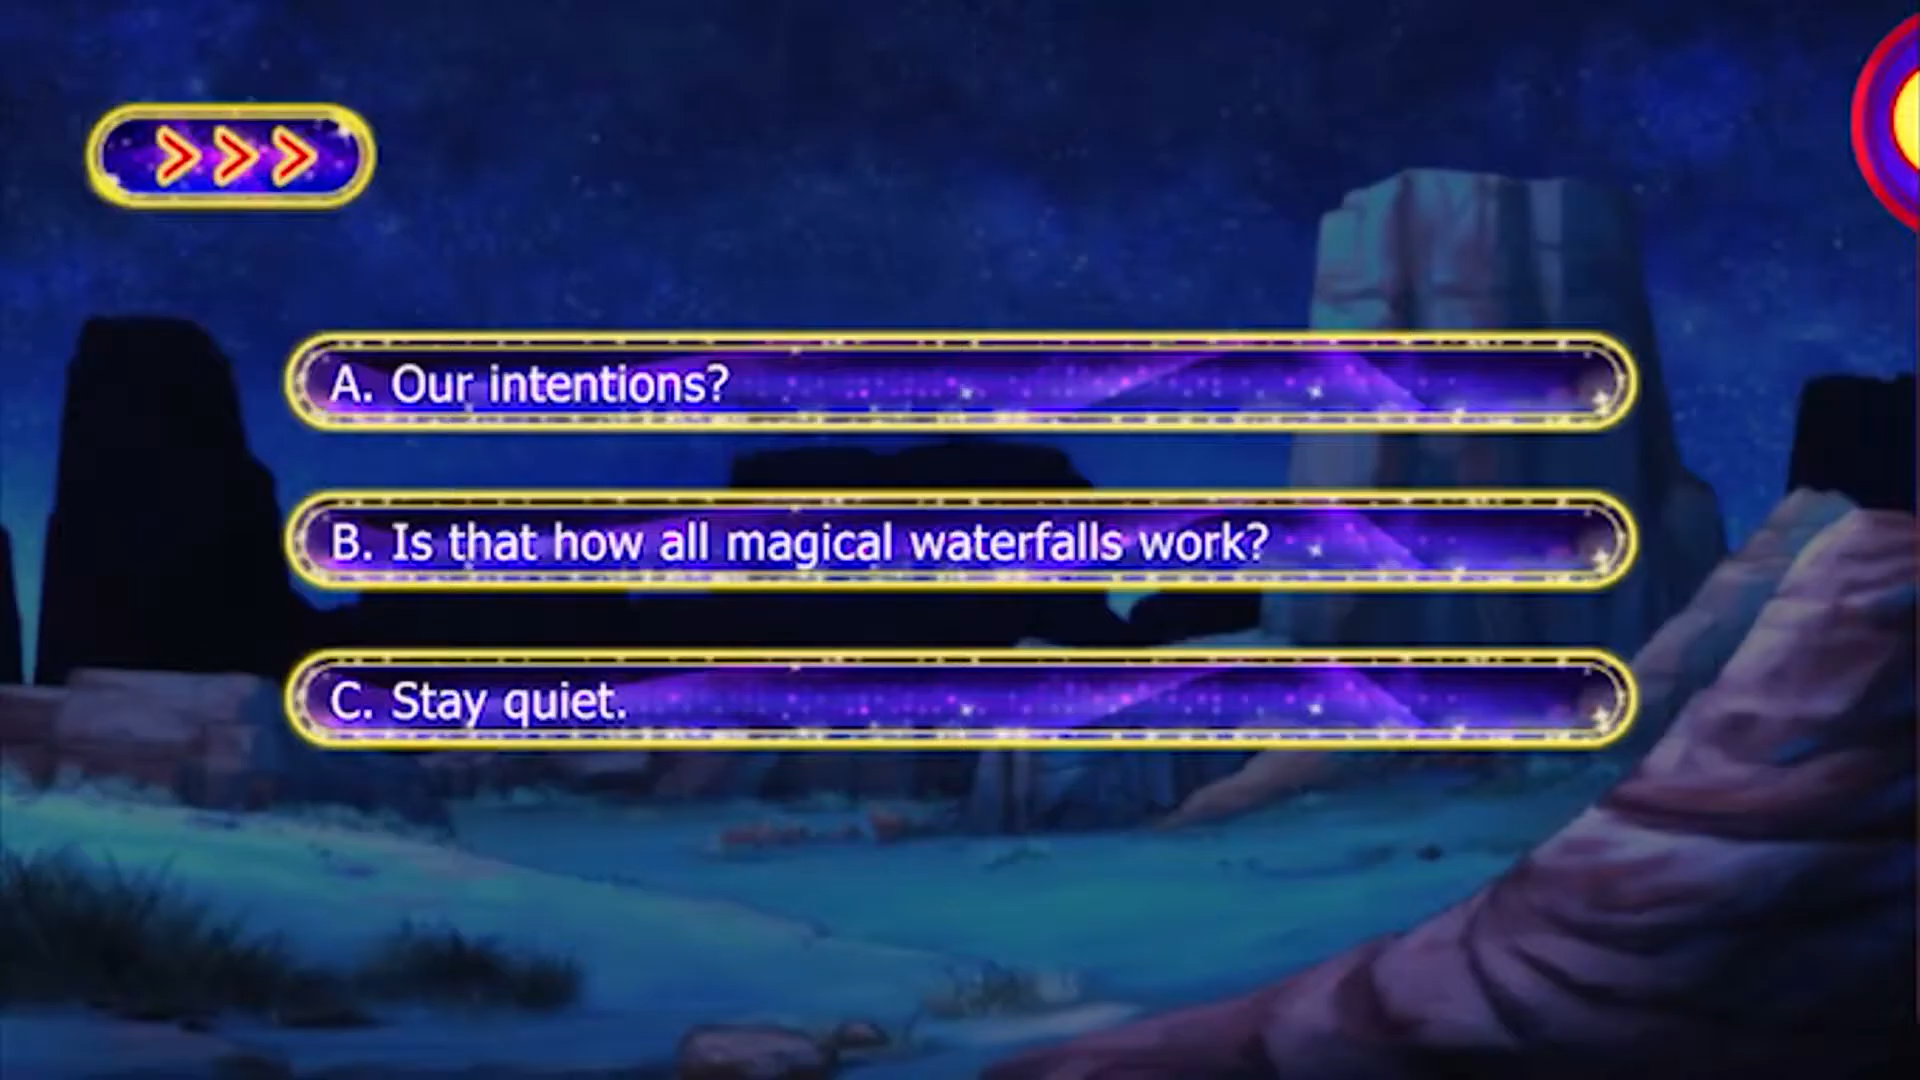 >>>
A. Our intentions?
B. Is that how all magical waterfalls work?
C. Stay quiet.